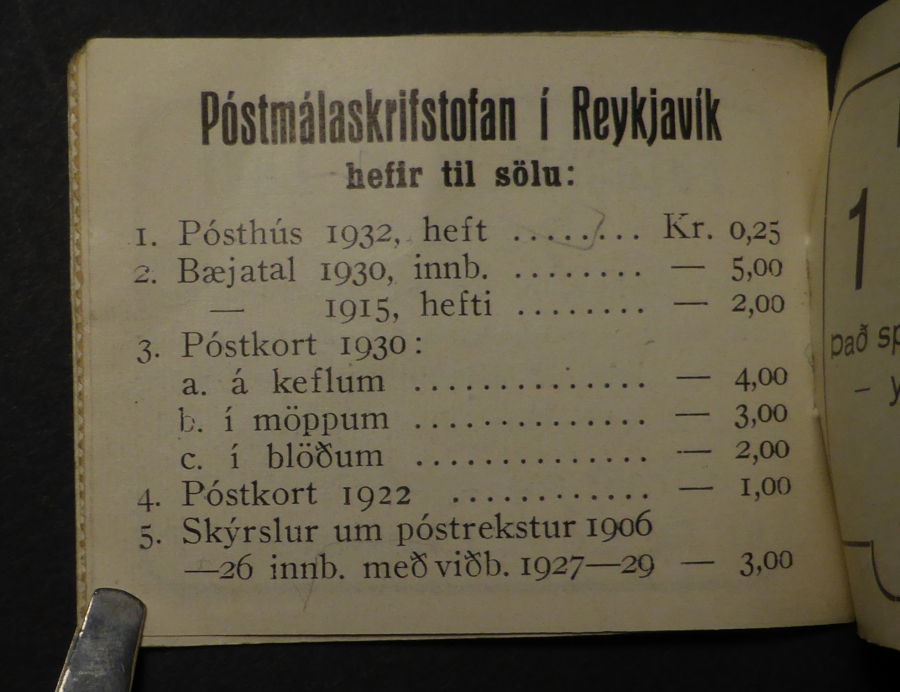 Póstmálaskrifstofan í Reykjavík
hefir til sölu:
1. Pósthús 1932, heft ........ Kr. 0,25
2. Bæjatal 1930, innb. ........ — 5,00
— 1915, hefti ........ — 2,00
3. Póstkort 1930:
a. á keflum .............. — 4,00
b. í möppum .............. — 3,00
c. í blöðum .............. — 2,00
4. Póstkort 1922 ............ — 1,00
5. Skýrslur um póstrekstur 1906
—26 innb. með viðb. 1927—29 — 3,00
1
það
–